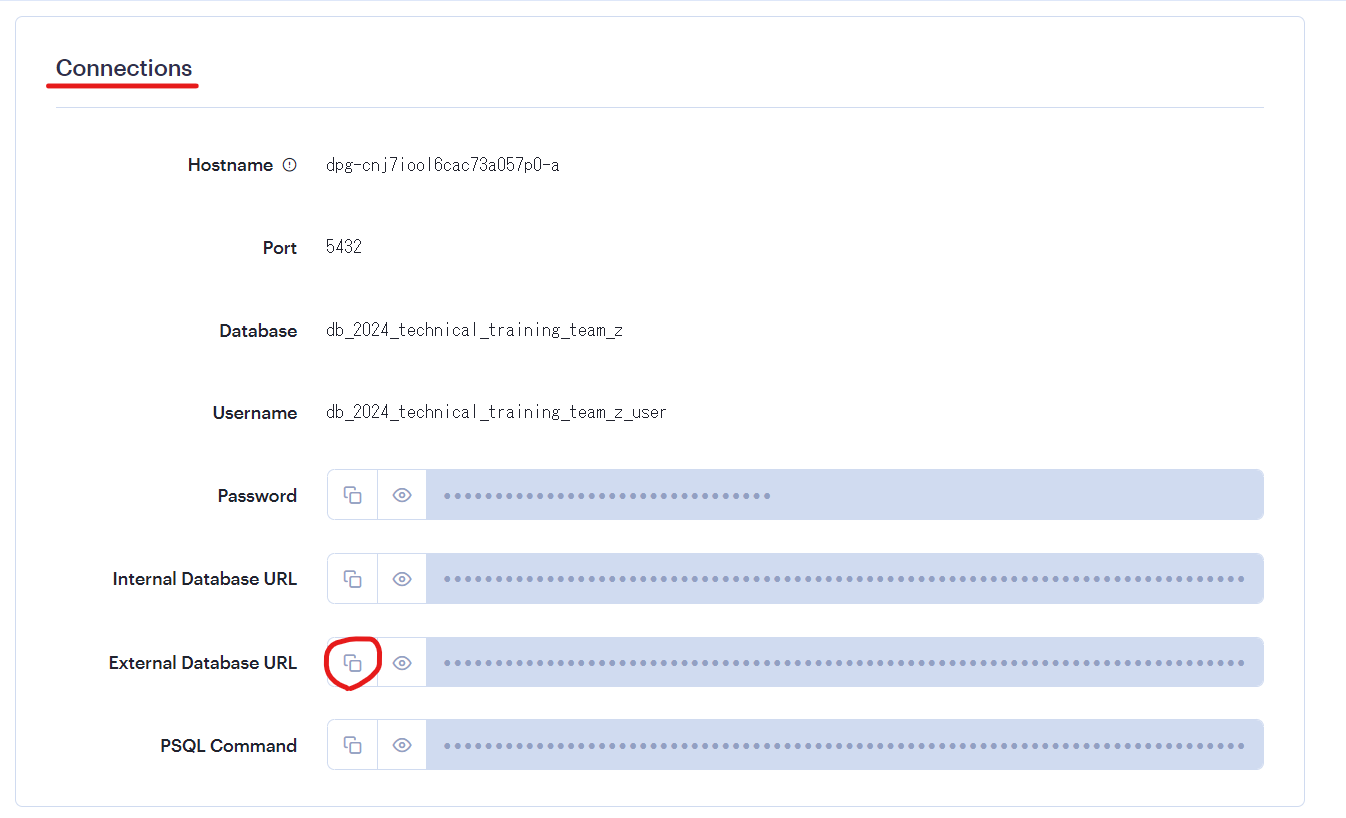 Connections
Hostname
dpg-cnj7iool6cac73a057p0-a
Port
5432
Database
db_2024_technical_training_team_z
Username
db_2024_technical_training_team_z_user
Password
Internal Database URL
External Database URL
PSQL Command